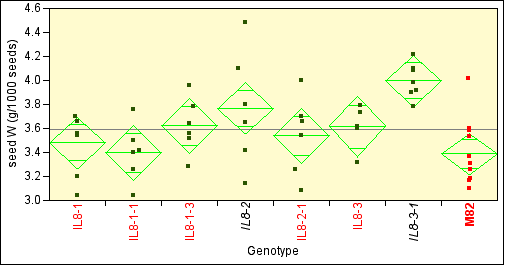 seed W (g/1000 seeds)
4.6
4.4
4.2
4.0
3.8
3.6
3.4
3.2
3.0
IL8-1
IL8-1-1
IL8-1-3
IL8-2
IL8-2-1
IL8-3
IL8-3-1
M82
Genotype